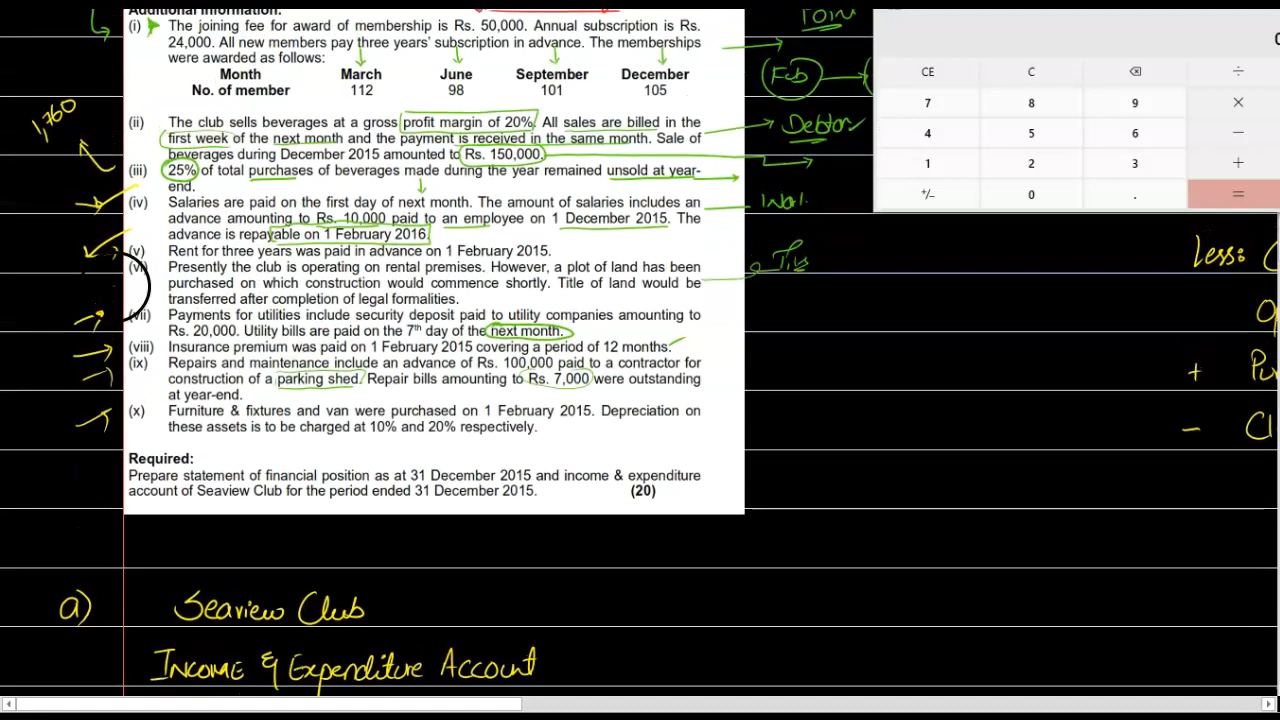 Additional Information:
(i) The joining fee for award of membership is Rs. 50,000. Annual subscription is Rs.
24,000. All new members pay three years' subscription in advance. The memberships
were awarded as follows:
Month March June September December
No. of member 112 98 101 105
(ii) The club sells beverages at a gross profit margin of 20%. All sales are billed in the
first week of the next month and the payment is received in the same month. Sale of
beverages during December 2015 amounted to Rs. 150,000.
(iii) 25% of total purchases of beverages made during the year remained unsold at year-
end.
(iv) Salaries are paid on the first day of next month. The amount of salaries includes an
advance amounting to Rs. 10,000 paid to an employee on 1 December 2015. The
advance is repayable on 1 February 2016.
(v) Rent for three years was paid in advance on 1 February 2015.
(vi) Presently the club is operating on rental premises. However, a plot of land has been
purchased on which construction would commence shortly. Title of land would be
transferred after completion of legal formalities.
(vii) Payments for utilities include security deposit paid to utility companies amounting to
Rs. 20,000. Utility bills are paid on the 7th day of the next month.
(viii) Insurance premium was paid on 1 February 2015 covering a period of 12 months.
(ix) Repairs and maintenance include an advance of Rs. 100,000 paid to a contractor for
construction of a parking shed. Repair bills amounting to Rs. 7,000 were outstanding
at year-end.
(x) Furniture & fixtures and van were purchased on 1 February 2015. Depreciation on
these assets is to be charged at 10% and 20% respectively.
Required:
Prepare statement of financial position as at 31 December 2015 and income & expenditure
account of Seaview Club for the period ended 31 December 2015. (20)
1,760
Feb
Debtor
CE C ⌫ ÷
7 8 9 ×
4 5 6 −
1 2 3 +
+/− 0 . =
Less:
+
−
a) Seaview Club
Income & Expenditure Account